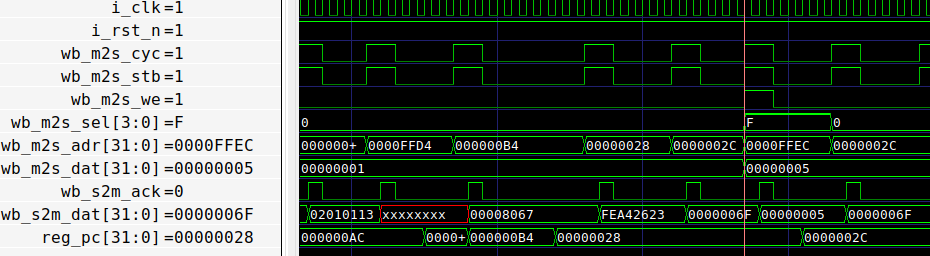 i_clk=1
i_rst_n=1
wb_m2s_cyc=1
wb_m2s_stb=1
wb_m2s_we=1
wb_m2s_sel[3:0]=F 0 F 0
wb_m2s_adr[31:0]=0000FFEC 000000+ 0000FFD4 000000B4 00000028 0000002C 0000FFEC 0000002C
wb_m2s_dat[31:0]=00000005 00000001 00000005
wb_s2m_ack=0
wb_s2m_dat[31:0]=0000006F 02010113 xxxxxxxx 00008067 FEA42623 0000006F 00000005 0000006F
reg_pc[31:0]=00000028 000000AC 0000+ 000000B4 00000028 0000002C